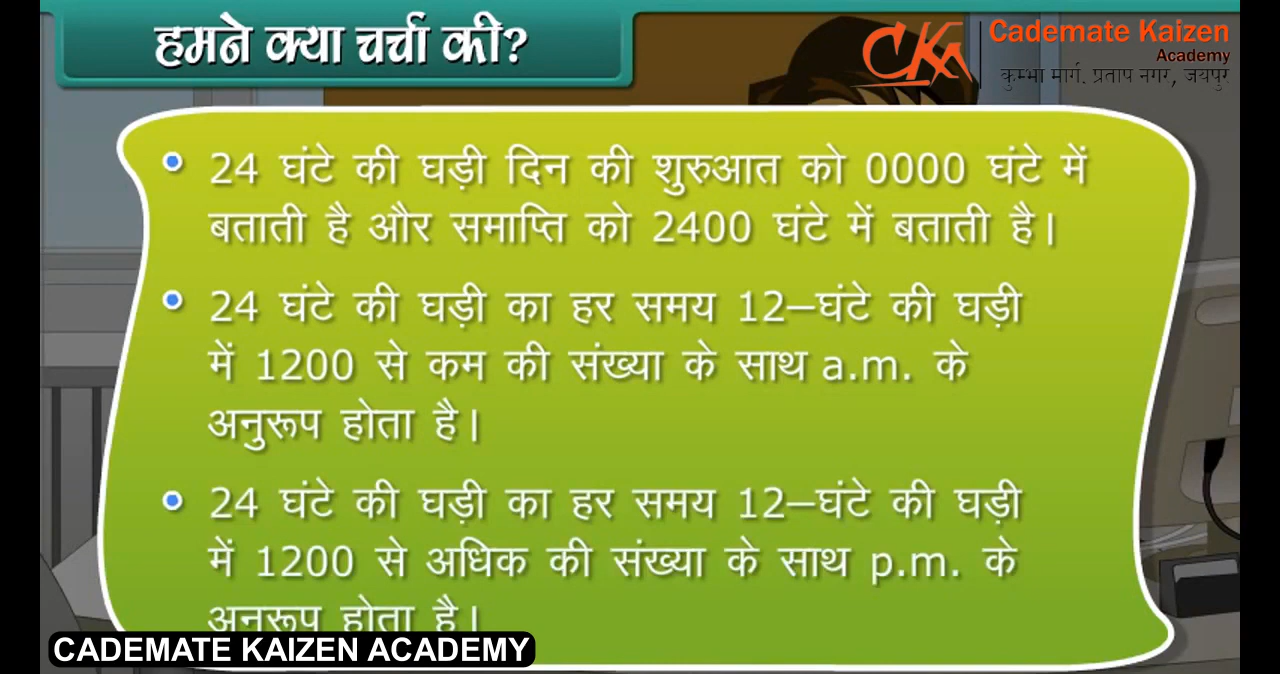 हमने क्या चर्चा की?
CKA
Cademate Kaizen
Academy
कुम्भा मार्ग. प्रताप नगर, जयपुर
24 घंटे की घड़ी दिन की शुरुआत को 0000 घंटे में
बताती है और समाप्ति को 2400 घंटे में बताती है।
24 घंटे की घड़ी का हर समय 12–घंटे की घड़ी
में 1200 से कम की संख्या के साथ a.m. के
अनुरूप होता है।
24 घंटे की घड़ी का हर समय 12–घंटे की घड़ी
में 1200 से अधिक की संख्या के साथ p.m. के
अनुरूप होता है।
CADEMATE KAIZEN ACADEMY